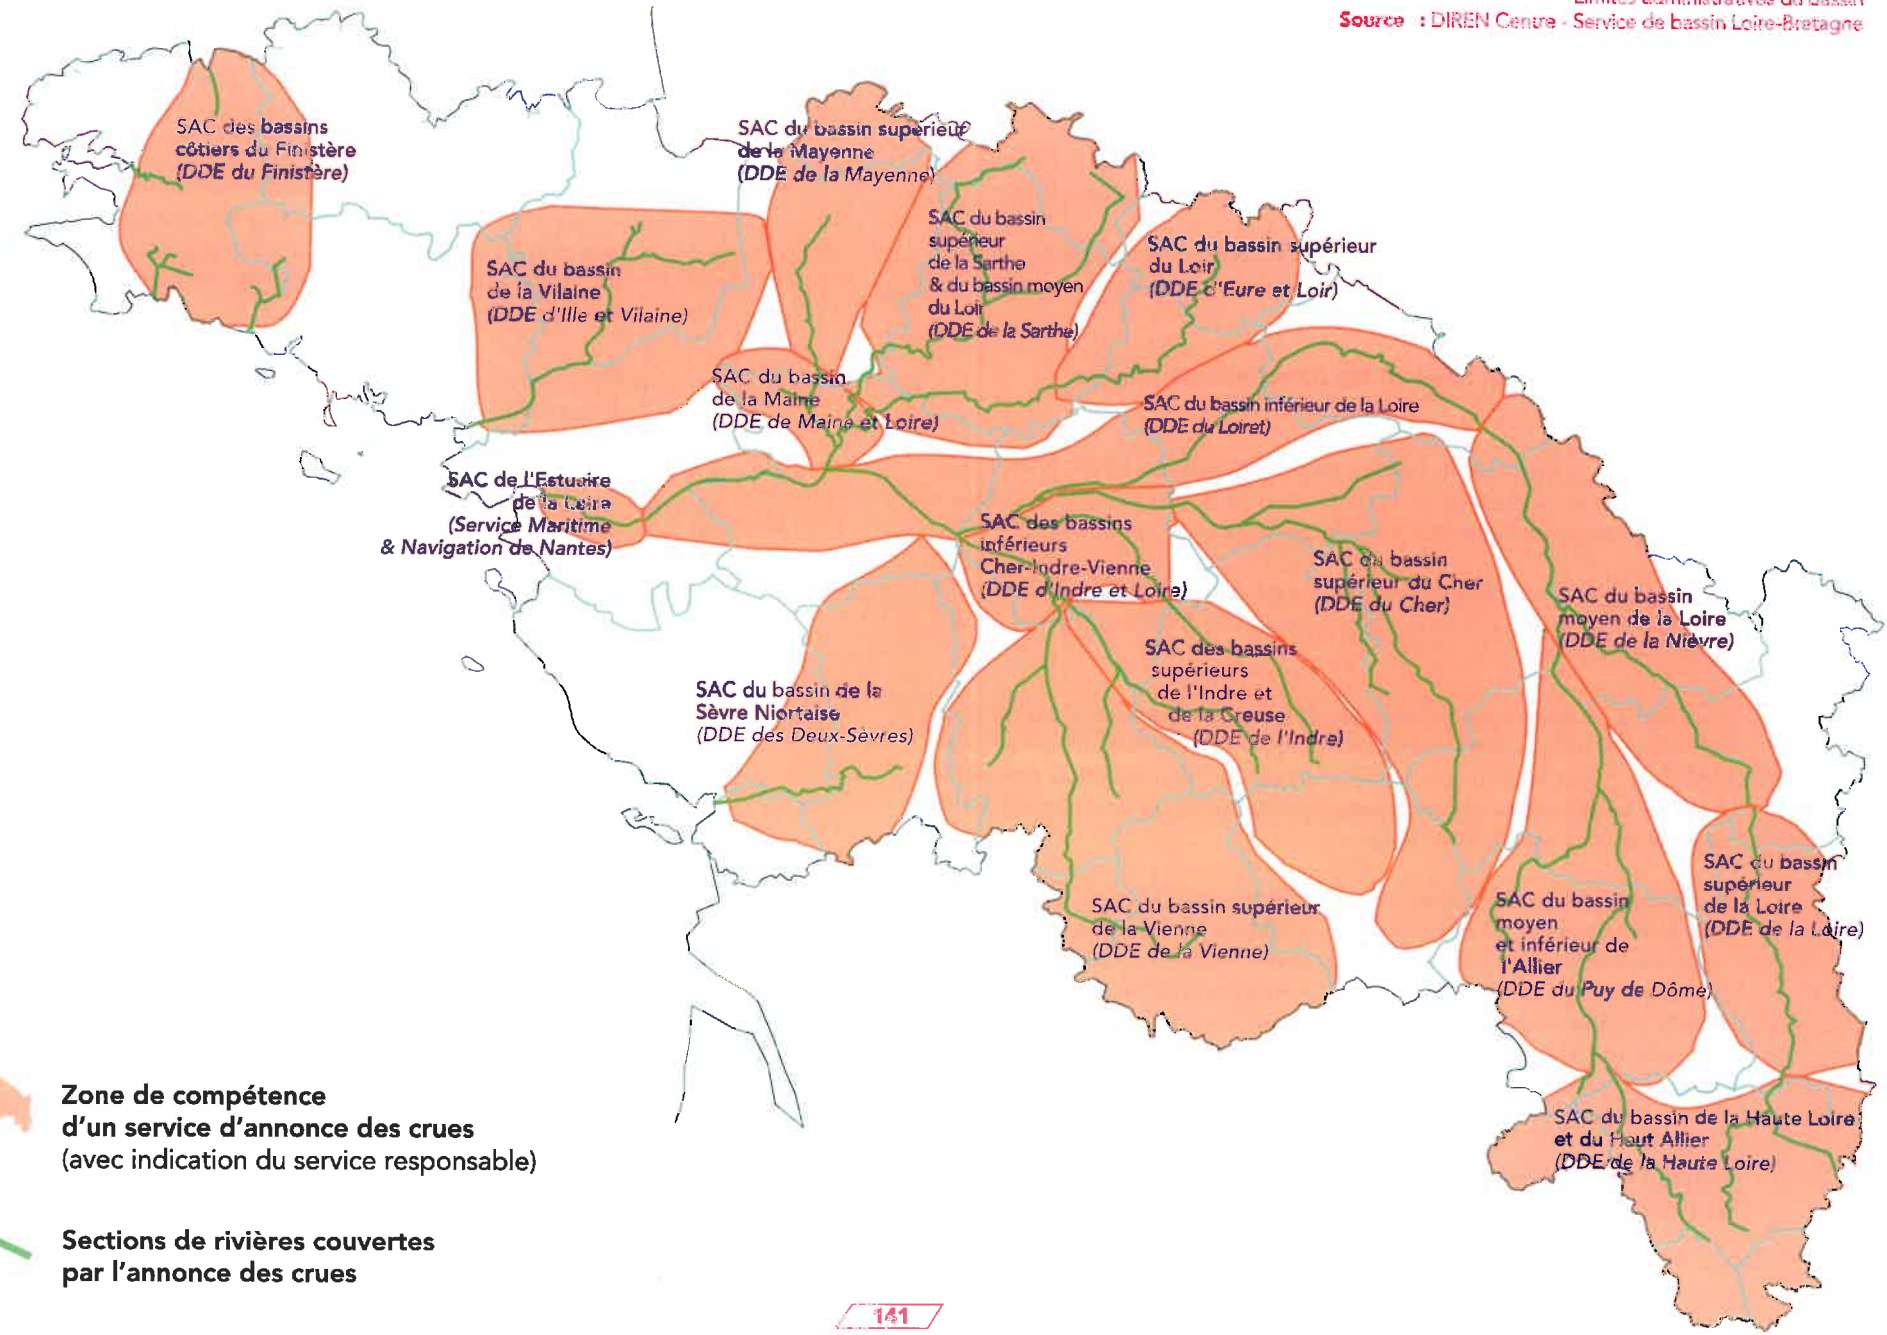 Limites administratives du bassin
Source : DIREN Centre - Service de bassin Loire-Bretagne
SAC des bassins
côtiers du Finistère
(DDE du Finistère)
SAC du bassin supérieur
de la Mayenne
(DDE de la Mayenne)
SAC du bassin
supérieur
de la Sarthe
& du bassin moyen
du Loir
(DDE de la Sarthe)
SAC du bassin supérieur
du Loir
(DDE d'Eure et Loir)
SAC du bassin
de la Vilaine
(DDE d'Ille et Vilaine)
SAC du bassin
de la Maine
(DDE de Maine et Loire)
SAC du bassin inférieur de la Loire
(DDE du Loiret)
SAC de l'Estuaire
de la Loire
(Service Maritime
& Navigation de Nantes)
SAC des bassins
inférieurs
Cher-Indre-Vienne
(DDE d'Indre et Loire)
SAC du bassin
supérieur du Cher
(DDE du Cher)
SAC du bassin
moyen de la Loire
(DDE de la Nièvre)
SAC des bassins
supérieurs
de l'Indre et
de la Creuse
(DDE de l'Indre)
SAC du bassin de la
Sèvre Niortaise
(DDE des Deux-Sèvres)
SAC du bassin supérieur
de la Vienne
(DDE de la Vienne)
SAC du bassin
moyen
et inférieur de
l'Allier
(DDE du Puy de Dôme)
SAC du bassin
supérieur
de la Loire
(DDE de la Loire)
SAC du bassin de la Haute Loire
et du Haut Allier
(DDE de la Haute Loire)
Zone de compétence
d'un service d'annonce des crues
(avec indication du service responsable)
Sections de rivières couvertes
par l'annonce des crues
141